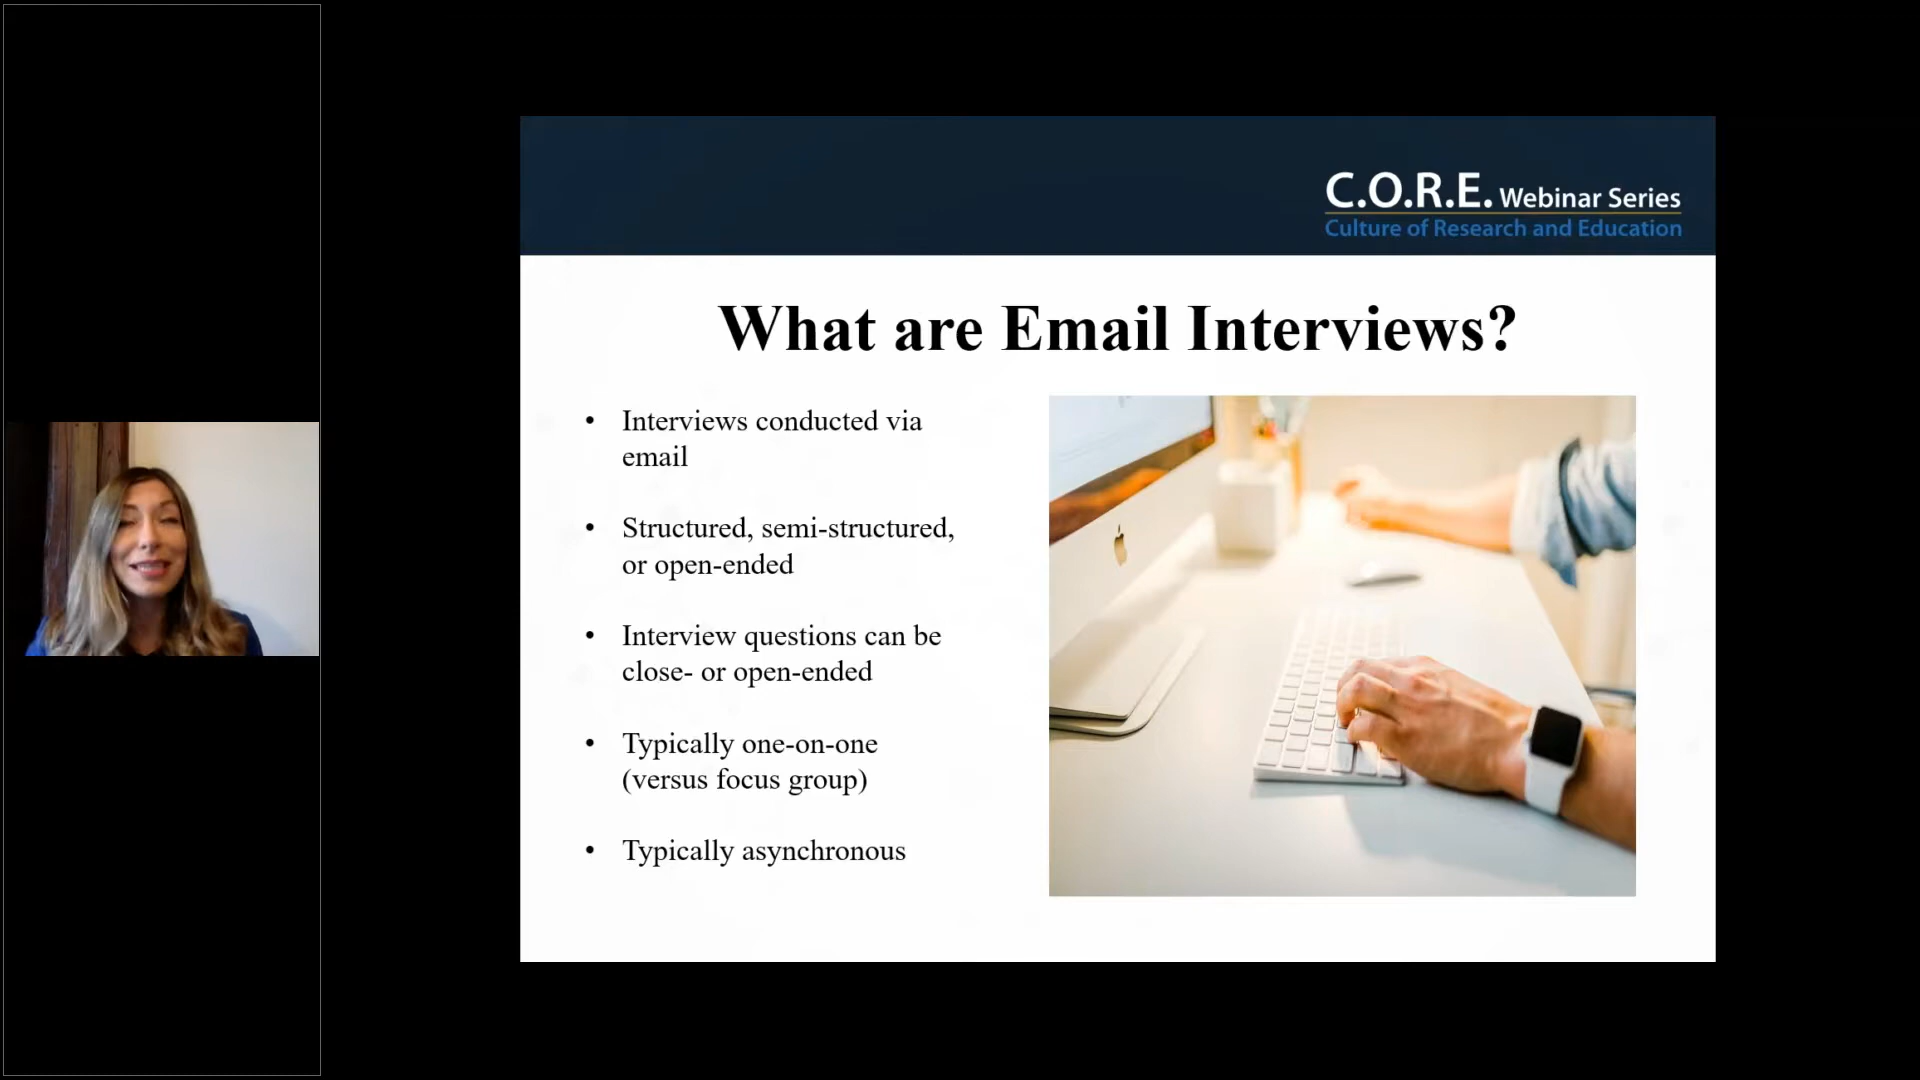 C.O.R.E. Webinar Series
Culture of Research and Education
What are Email Interviews?
• Interviews conducted via
email
• Structured, semi-structured,
or open-ended
• Interview questions can be
close- or open-ended
• Typically one-on-one
(versus focus group)
• Typically asynchronous